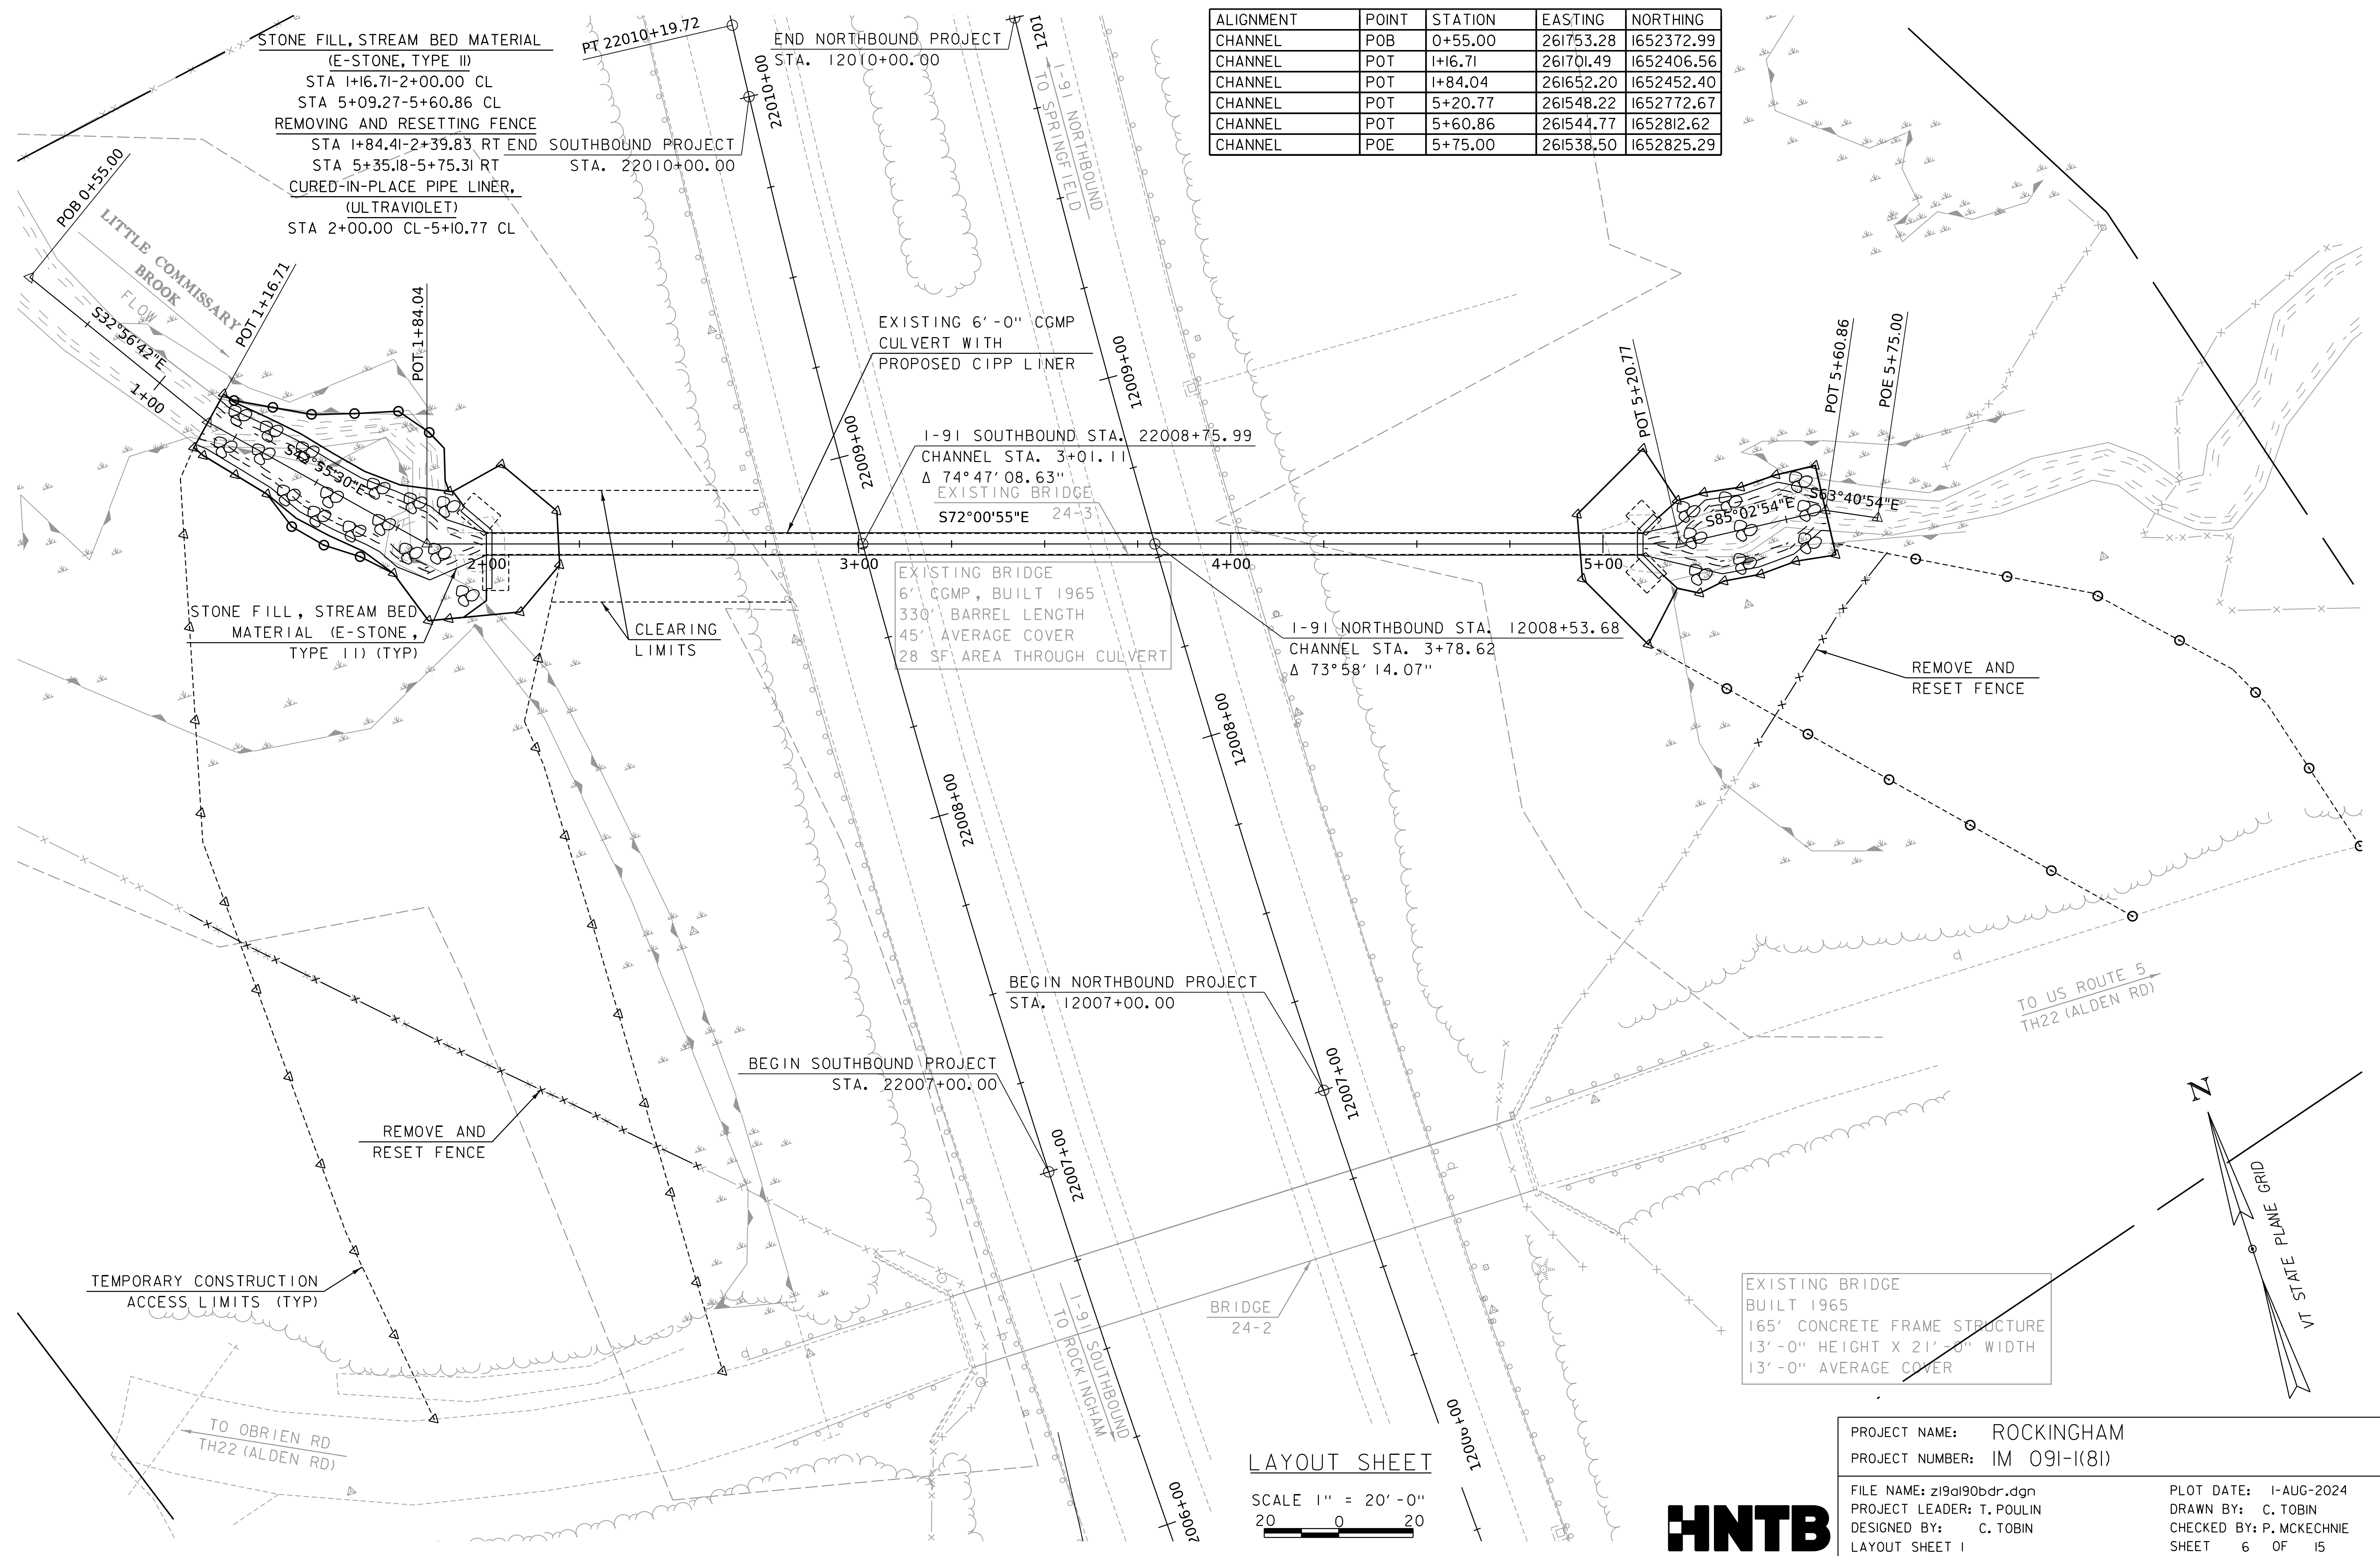 STONE FILL, STREAM BED MATERIAL
(E-STONE, TYPE II)
STA 1+16.71-2+00.00 CL
STA 5+09.27-5+60.86 CL
REMOVING AND RESETTING FENCE
STA 1+84.41-2+39.83 RT
STA 5+35.18-5+75.31 RT
CURED-IN-PLACE PIPE LINER,
(ULTRAVIOLET)
STA 2+00.00 CL-5+10.77 CL
PT 22010+19.72
22010+00
END SOUTHBOUND PROJECT
STA. 22010+00.00
END NORTHBOUND PROJECT
STA. 12010+00.00
1201
I-91 NORTHBOUND
TO SPRINGFIELD
ALIGNMENT POINT STATION EASTING NORTHING
CHANNEL POB 0+55.00 261753.28 1652372.99
CHANNEL POT 1+16.71 261701.49 1652406.56
CHANNEL POT 1+84.04 261652.20 1652452.40
CHANNEL POT 5+20.77 261548.22 1652772.67
CHANNEL POT 5+60.86 261544.77 1652812.62
CHANNEL POE 5+75.00 261538.50 1652825.29
POB 0+55.00
LITTLE COMMISSARY
BROOK
FLOW
S32°56'42"E
1+00
POT 1+16.71
POT 1+84.04
S42°55'30"E
EXISTING 6'-0" CGMP
CULVERT WITH
PROPOSED CIPP LINER
12009+00
22009+00
I-91 SOUTHBOUND STA. 22008+75.99
CHANNEL STA. 3+01.11
Δ 74°47'08.63"
EXISTING BRIDGE
24-3
S72°00'55"E
2+00
3+00
4+00
5+00
POT 5+20.77
POT 5+60.86
POE 5+75.00
S85°02'54"E
S63°40'54"E
EXISTING BRIDGE
6' CGMP, BUILT 1965
330' BARREL LENGTH
45' AVERAGE COVER
28 SF AREA THROUGH CULVERT
STONE FILL, STREAM BED
MATERIAL (E-STONE,
TYPE II) (TYP)
CLEARING
LIMITS
I-91 NORTHBOUND STA. 12008+53.68
CHANNEL STA. 3+78.62
Δ 73°58'14.07"
REMOVE AND
RESET FENCE
12008+00
22008+00
BEGIN NORTHBOUND PROJECT
STA. 12007+00.00
BEGIN SOUTHBOUND PROJECT
STA. 22007+00.00
12007+00
22007+00
TO US ROUTE 5
TH22 (ALDEN RD)
REMOVE AND
RESET FENCE
TEMPORARY CONSTRUCTION
ACCESS LIMITS (TYP)
TO OBRIEN RD
TH22 (ALDEN RD)
I-91 SOUTHBOUND
TO ROCKINGHAM
BRIDGE
24-2
12006+00
2006+00
N
VT STATE PLANE GRID
EXISTING BRIDGE
BUILT 1965
165' CONCRETE FRAME STRUCTURE
13'-0" HEIGHT X 21'-0" WIDTH
13'-0" AVERAGE COVER
LAYOUT SHEET
SCALE 1" = 20'-0"
20 0 20
HNTB
PROJECT NAME: ROCKINGHAM
PROJECT NUMBER: IM 091-1(81)
FILE NAME: z19a190bdr.dgn
PROJECT LEADER: T. POULIN
DESIGNED BY: C. TOBIN
LAYOUT SHEET 1
PLOT DATE: 1-AUG-2024
DRAWN BY: C. TOBIN
CHECKED BY: P. MCKECHNIE
SHEET 6 OF 15